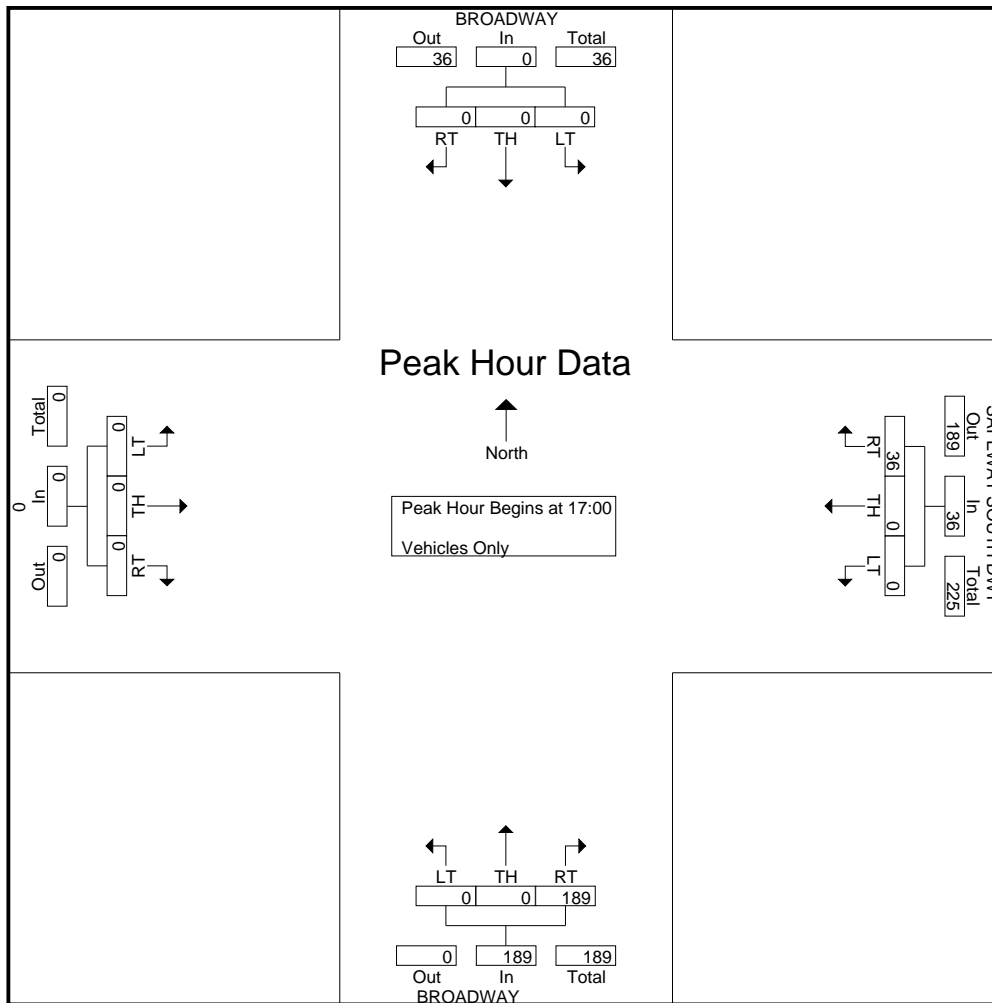 BROADWAY
Out In Total
36 0 36
0 0 0
RT TH LT
Peak Hour Data
North
Peak Hour Begins at 17:00
Vehicles Only
Total In Out
0 0 0
0
0 0 0
LT TH RT
RT TH LT
36 0 0
Out In Total
189 36 225
LT TH RT
0 0 189
0 189 189
Out In Total
BROADWAY